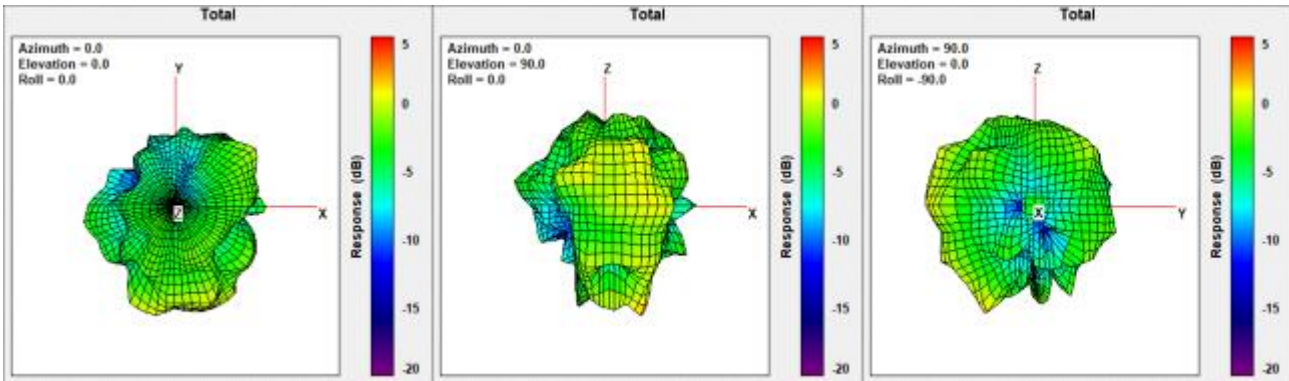 Total
Azimuth = 0.0
Elevation = 0.0
Roll = 0.0
Y
Z
X
5
0
-5
-10
-15
-20
Response (dB)
Total
Azimuth = 0.0
Elevation = 90.0
Roll = 0.0
Z
X
5
0
-5
-10
-15
-20
Response (dB)
Total
Azimuth = 90.0
Elevation = 0.0
Roll = -90.0
Z
X
Y
5
0
-5
-10
-15
-20
Response (dB)